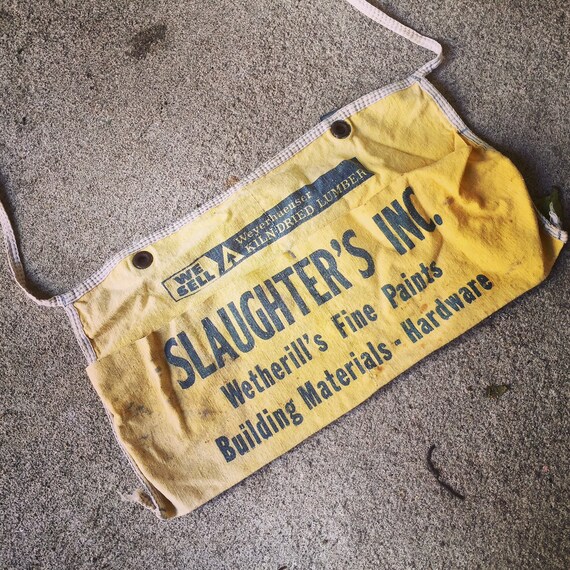 WE SELL
Weyerhaeuser
KILN-DRIED LUMBER
SLAUGHTER'S INC.
Wetherill's Fine Paints
Building Materials - Hardware